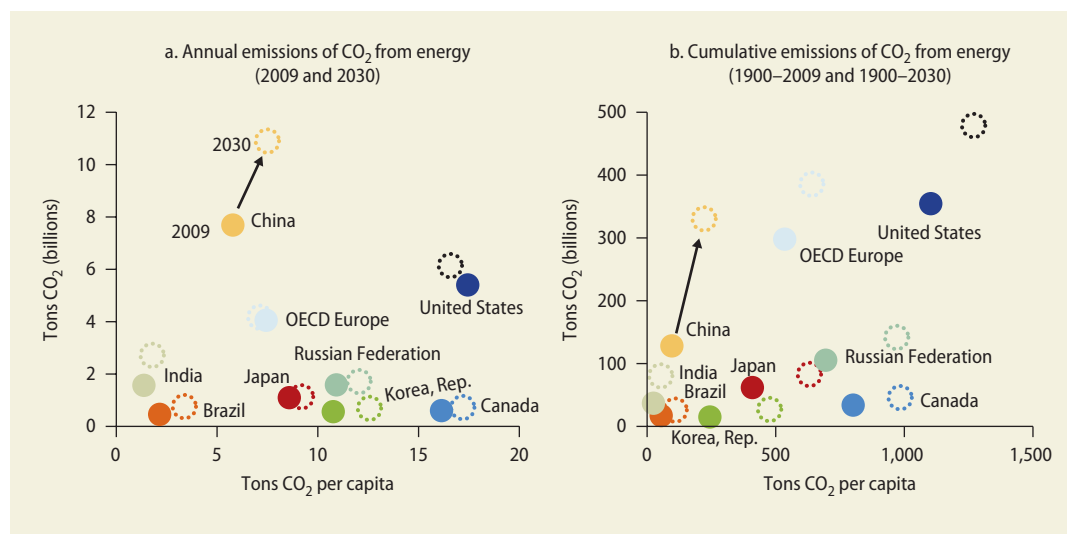 a. Annual emissions of CO₂ from energy
(2009 and 2030)
12
10
8
6
4
2
0
Tons CO₂ (billions)
2030
2009
China
OECD Europe
United States
Russian Federation
India
Japan
Korea, Rep.
Brazil
Canada
0 5 10 15 20
Tons CO₂ per capita
b. Cumulative emissions of CO₂ from energy
(1900–2009 and 1900–2030)
500
400
300
200
100
0
Tons CO₂ (billions)
United States
OECD Europe
China
Russian Federation
Japan
India
Brazil
Canada
Korea, Rep.
0 500 1,000 1,500
Tons CO₂ per capita